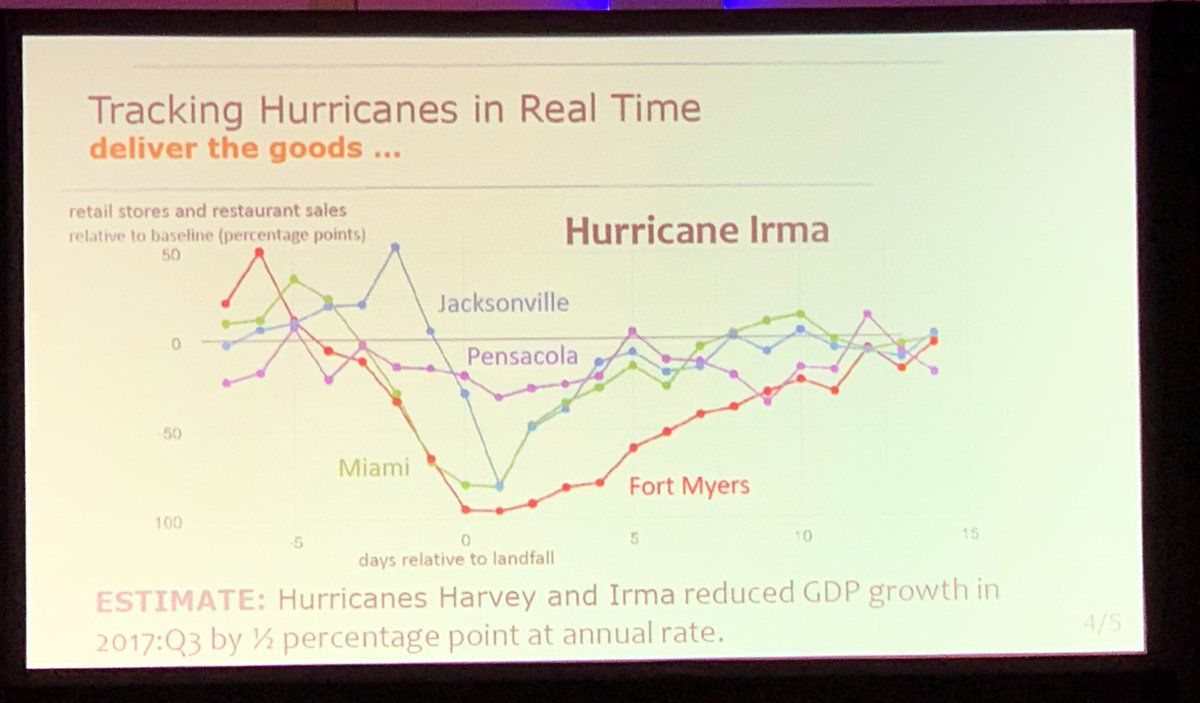 Tracking Hurricanes in Real Time
deliver the goods ...
retail stores and restaurant sales
relative to baseline (percentage points)
Hurricane Irma
50
Jacksonville
0
Pensacola
50
Miami
Fort Myers
100
-5
0
5
10
15
days relative to landfall
ESTIMATE: Hurricanes Harvey and Irma reduced GDP growth in
2017:Q3 by ½ percentage point at annual rate.
4/5